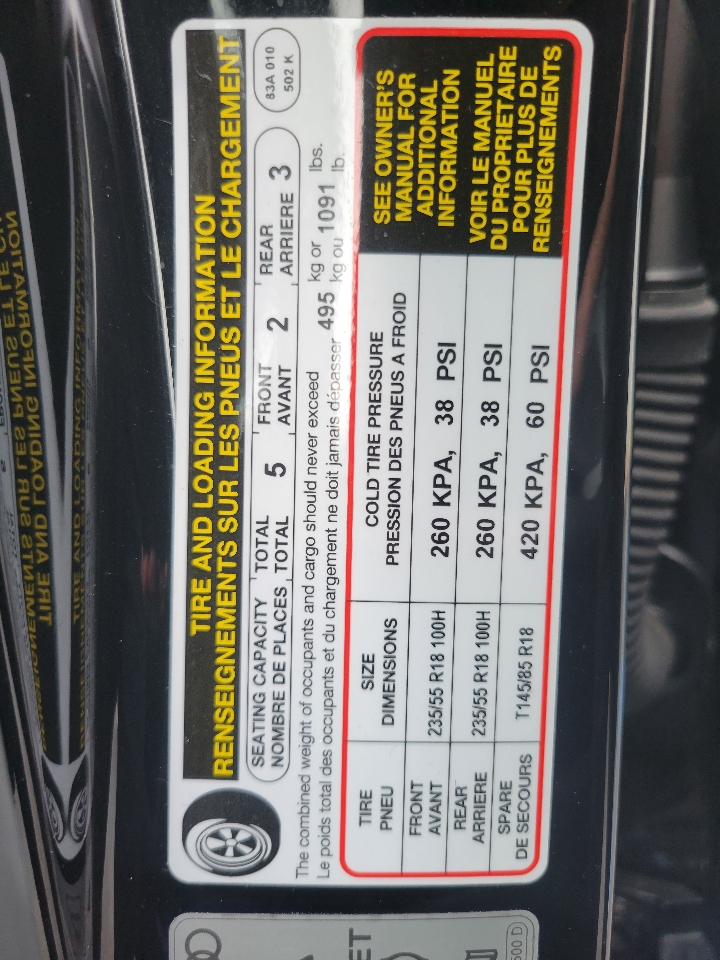 TIRE AND LOADING INFORMATION
RENSEIGNEMENTS SUR LES PNEUS ET LE CHARGEMENT
83A 010
502 K
SEATING CAPACITY TOTAL 5 FRONT 2 REAR 3
NOMBRE DE PLACES TOTAL AVANT ARRIERE
The combined weight of occupants and cargo should never exceed 495 kg or 1091 lbs.
Le poids total des occupants et du chargement ne doit jamais dépasser kg ou lb.
TIRE SIZE COLD TIRE PRESSURE
PNEU DIMENSIONS PRESSION DES PNEUS A FROID
FRONT
AVANT 235/55 R18 100H 260 KPA, 38 PSI
REAR
ARRIERE 235/55 R18 100H 260 KPA, 38 PSI
SPARE
DE SECOURS T145/85 R18 420 KPA, 60 PSI
SEE OWNER'S
MANUAL FOR
ADDITIONAL
INFORMATION
VOIR LE MANUEL
DU PROPRIETAIRE
POUR PLUS DE
RENSEIGNEMENTS